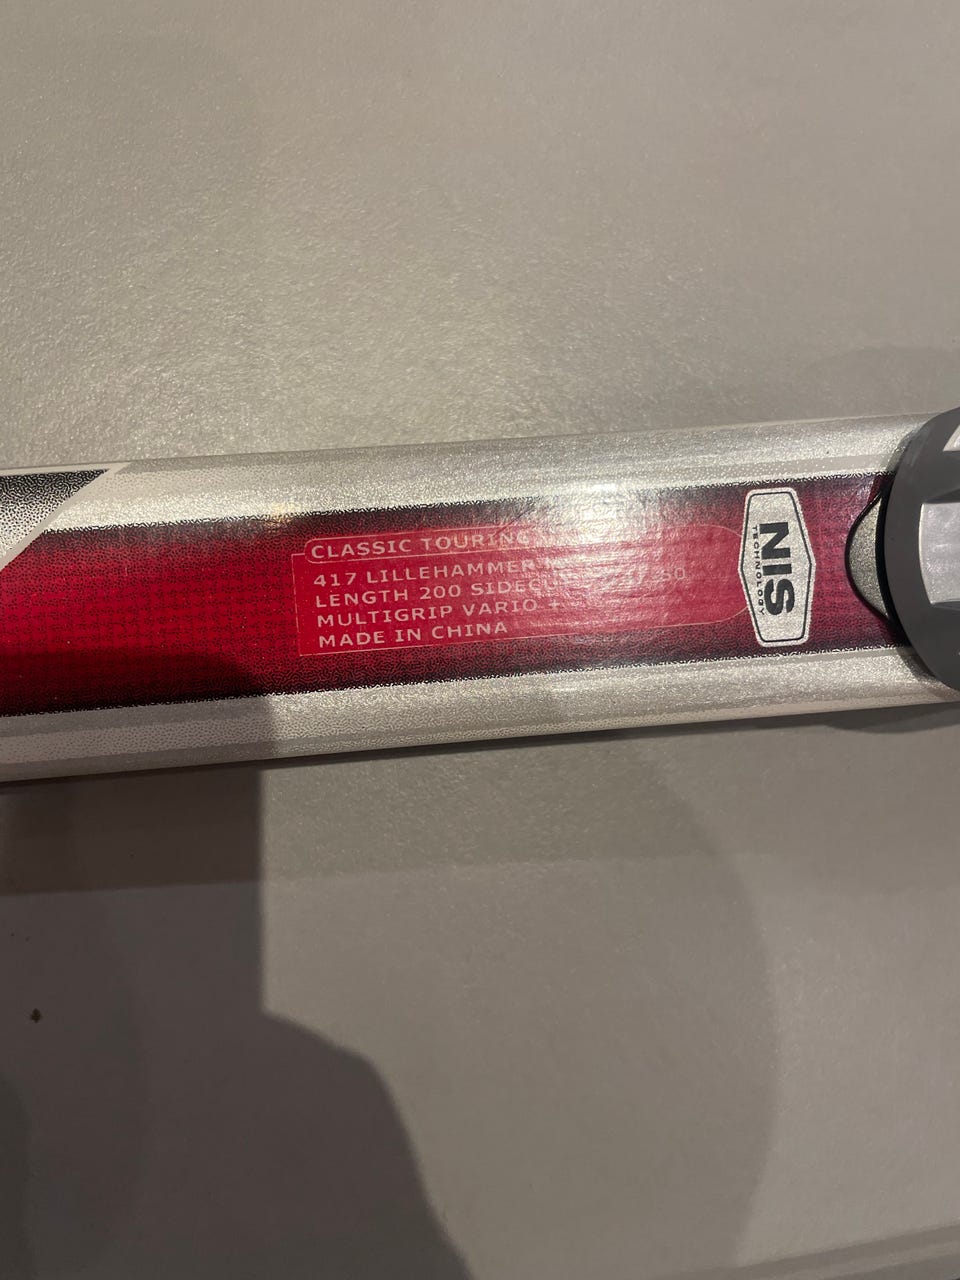 CLASSIC TOURING
417 LILLEHAMMER
LENGTH 200
MULTIGRIP VARIO +
MADE IN CHINA
NIS
TECHNOLOGY